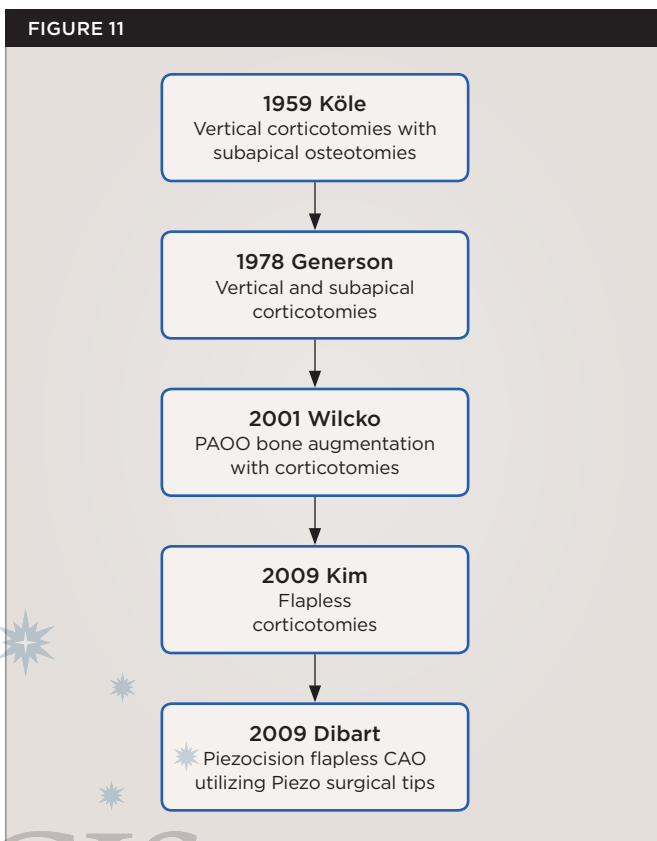 FIGURE 11
1959 Köle
Vertical corticotomies with
subapical osteotomies
1978 Generson
Vertical and subapical
corticotomies
2001 Wilcko
PAOO bone augmentation
with corticotomies
2009 Kim
Flapless
corticotomies
2009 Dibart
Piezocision flapless CAO
utilizing Piezo surgical tips